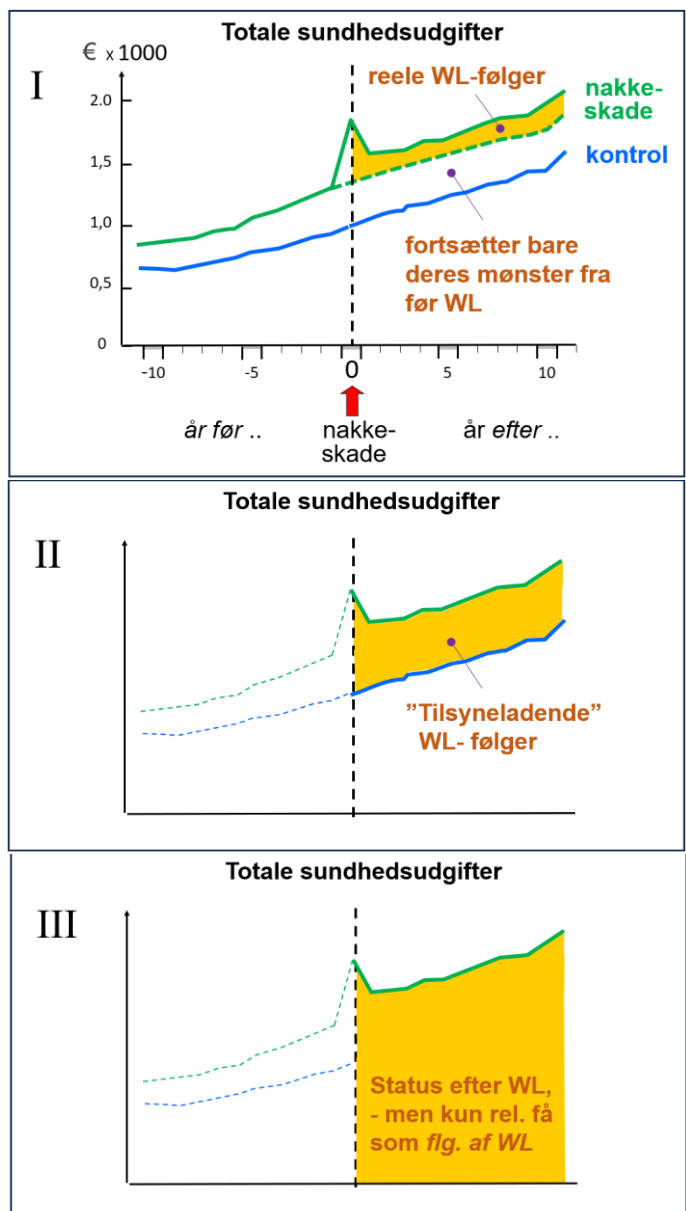 Totale sundhedsudgifter
€ x 1000
I
reele WL-følger
nakke-
skade
kontrol
2.0
1,5
1,0
0,5
0
fortsætter bare
deres mønster fra
før WL
-10
-5
0
5
10
år før ..
nakke-
skade
år efter ..
Totale sundhedsudgifter
II
”Tilsyneladende”
WL- følger
Totale sundhedsudgifter
III
Status efter WL,
- men kun rel. få
som flg. af WL